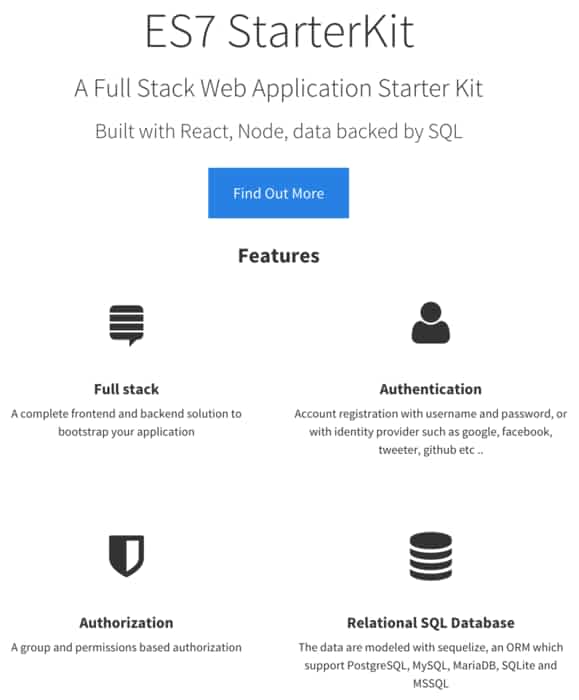 ES7 StarterKit
A Full Stack Web Application Starter Kit
Built with React, Node, data backed by SQL
Find Out More
Features
Full stack
A complete frontend and backend solution to
bootstrap your application
Authentication
Account registration with username and password, or
with identity provider such as google, facebook,
tweeter, github etc ..
Authorization
A group and permissions based authorization
Relational SQL Database
The data are modeled with sequelize, an ORM which
support PostgreSQL, MySQL, MariaDB, SQLite and
MSSQL